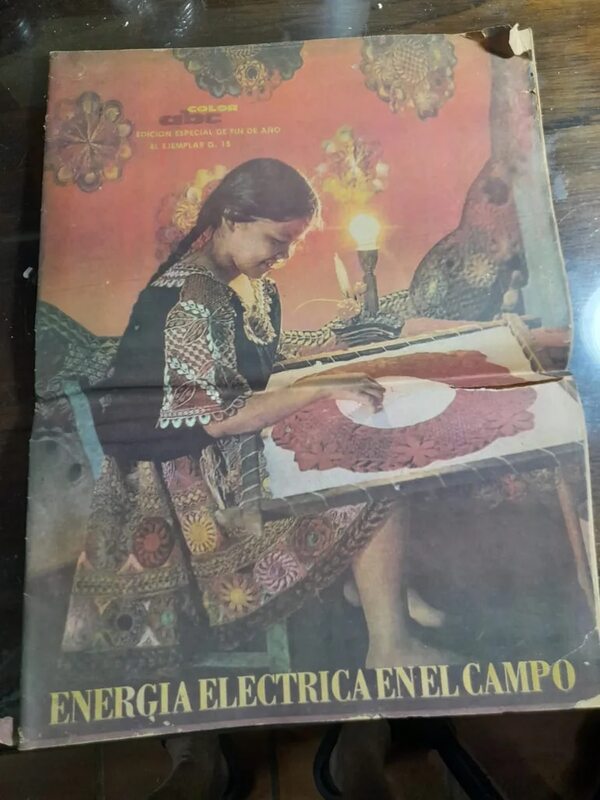 COLOR
abc
EDICION ESPECIAL DE FIN DE AÑO
EL EJEMPLAR G. 15
ENERGIA ELECTRICA EN EL CAMPO